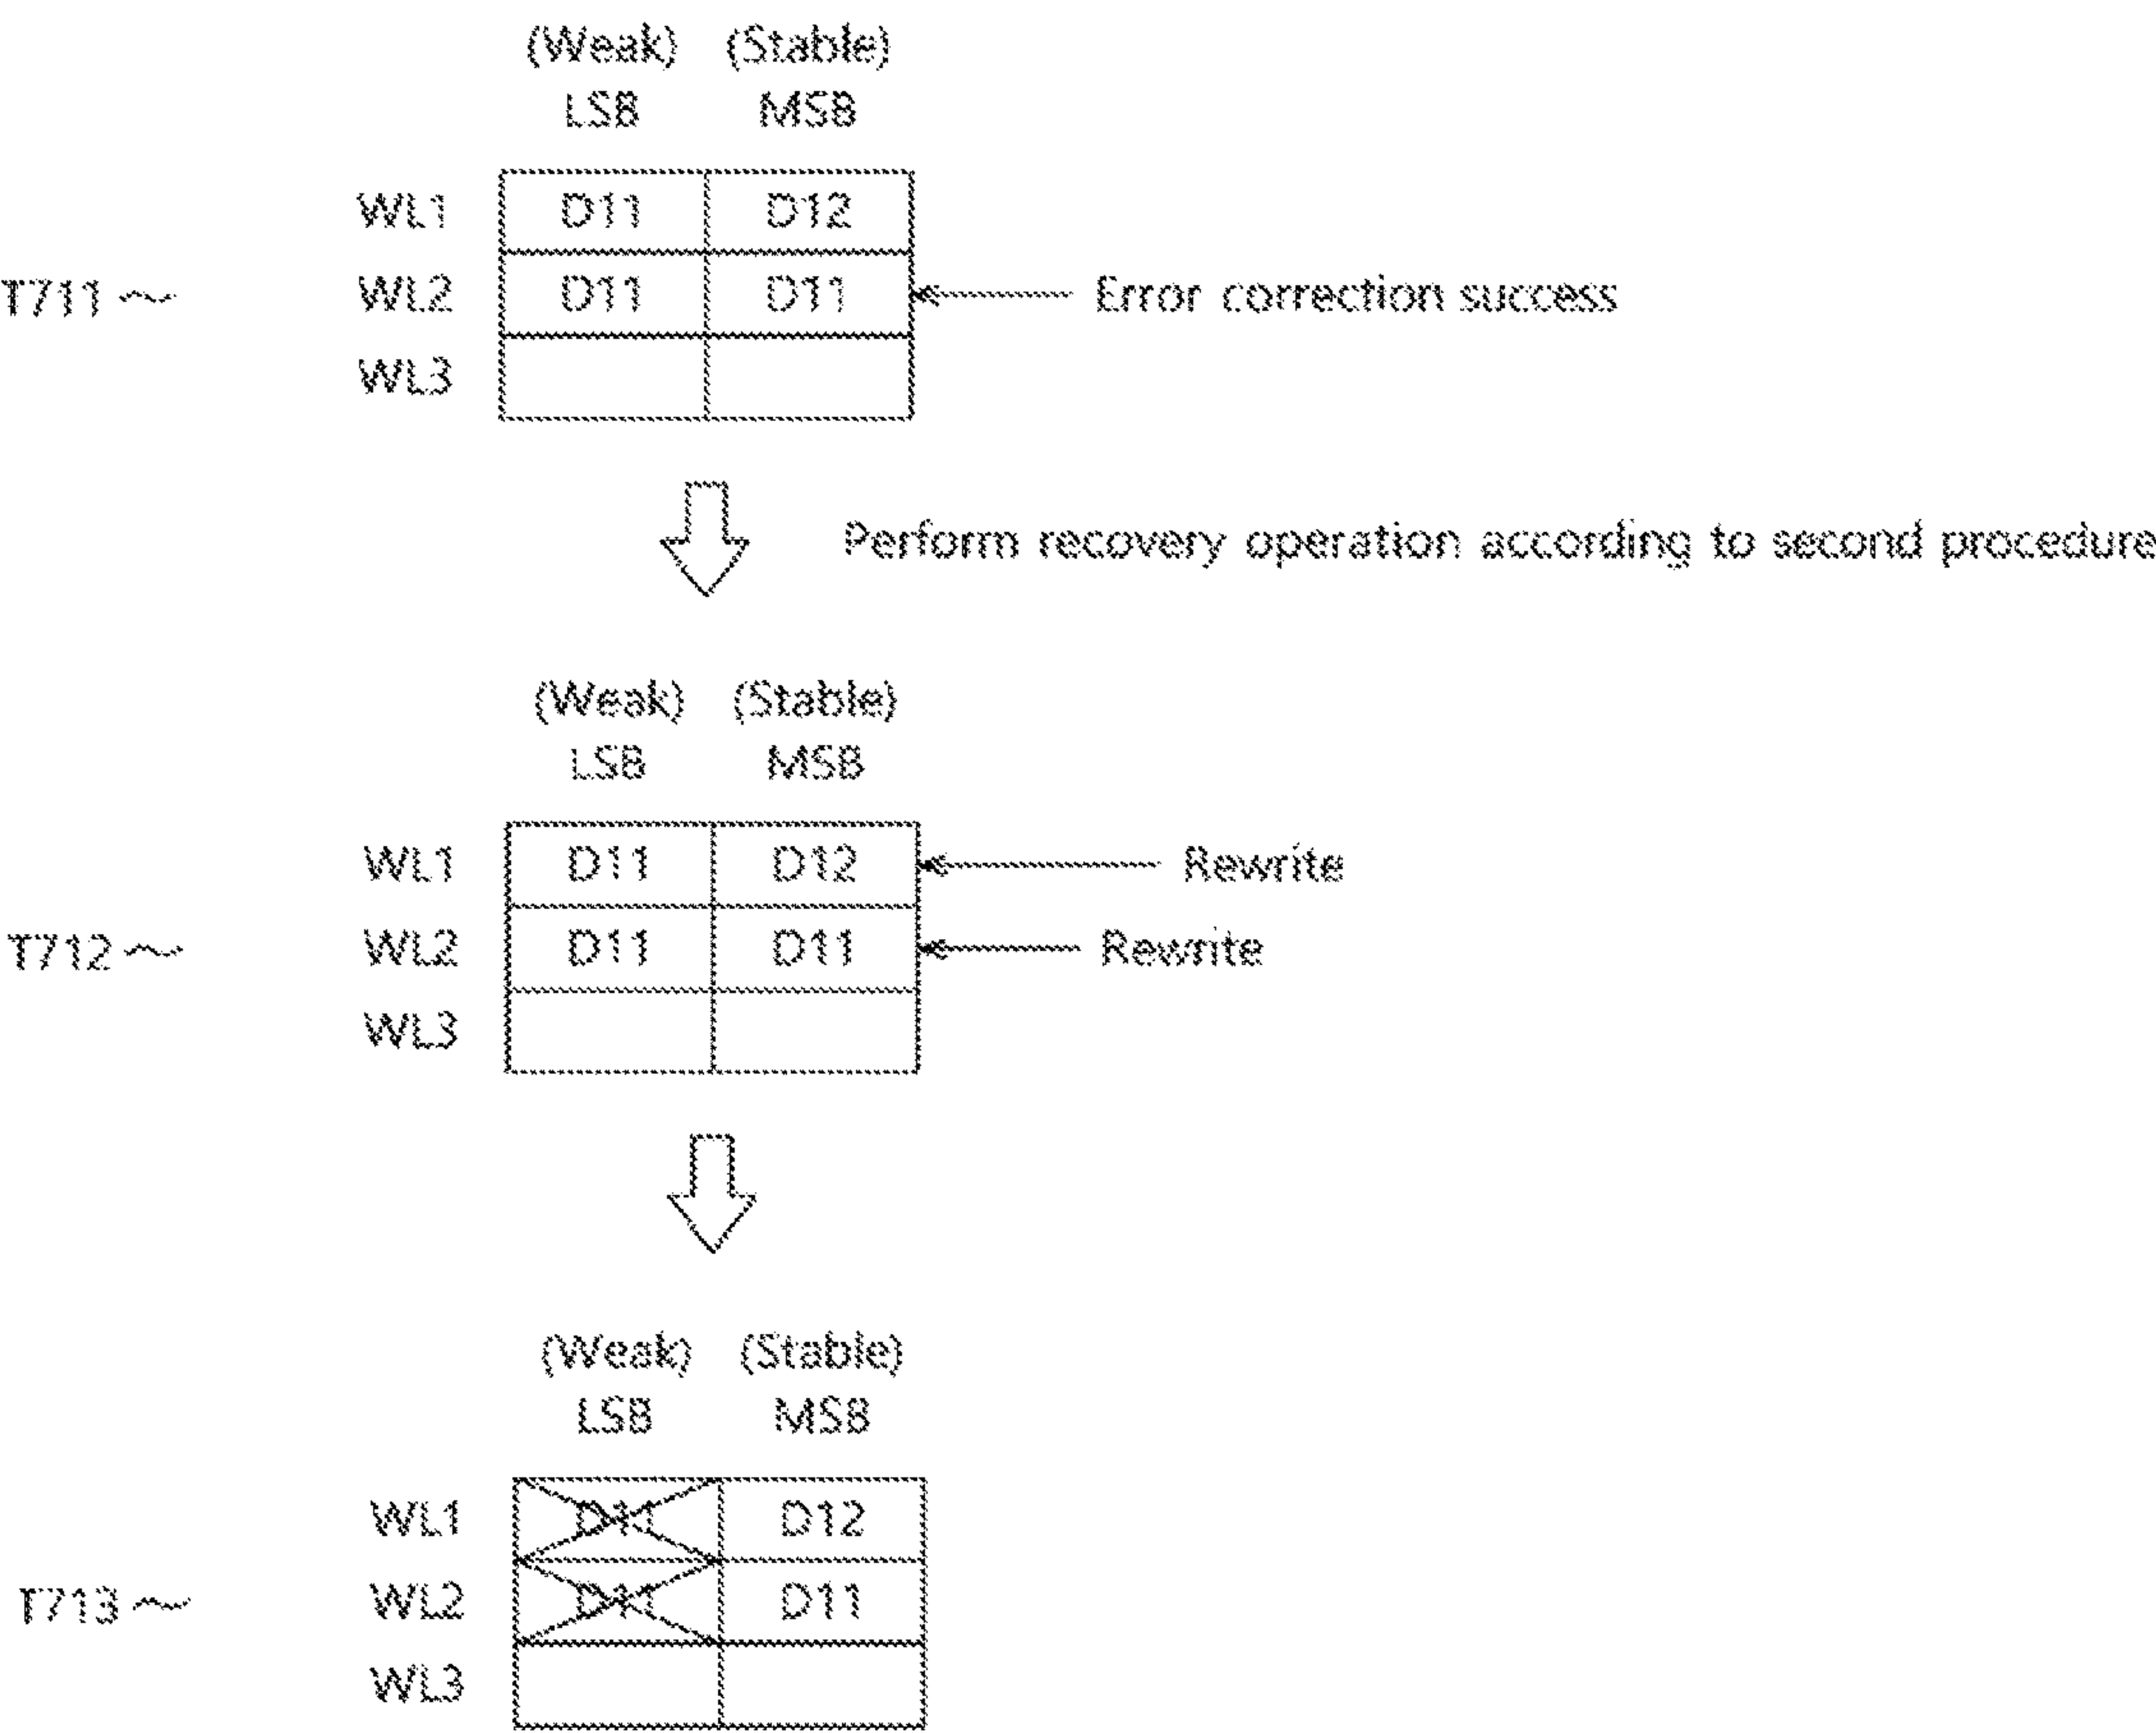 (Weak) (Stable)
LSB MSB
WL1 D11 D12
T711 WL2 D11 D11 Error correction success
WL3
Perform recovery operation according to second procedure
(Weak) (Stable)
LSB MSB
WL1 D11 D12 Rewrite
T712 WL2 D11 D11 Rewrite
WL3
(Weak) (Stable)
LSB MSB
WL1 D11 D12
T713 WL2 D11 D11
WL3